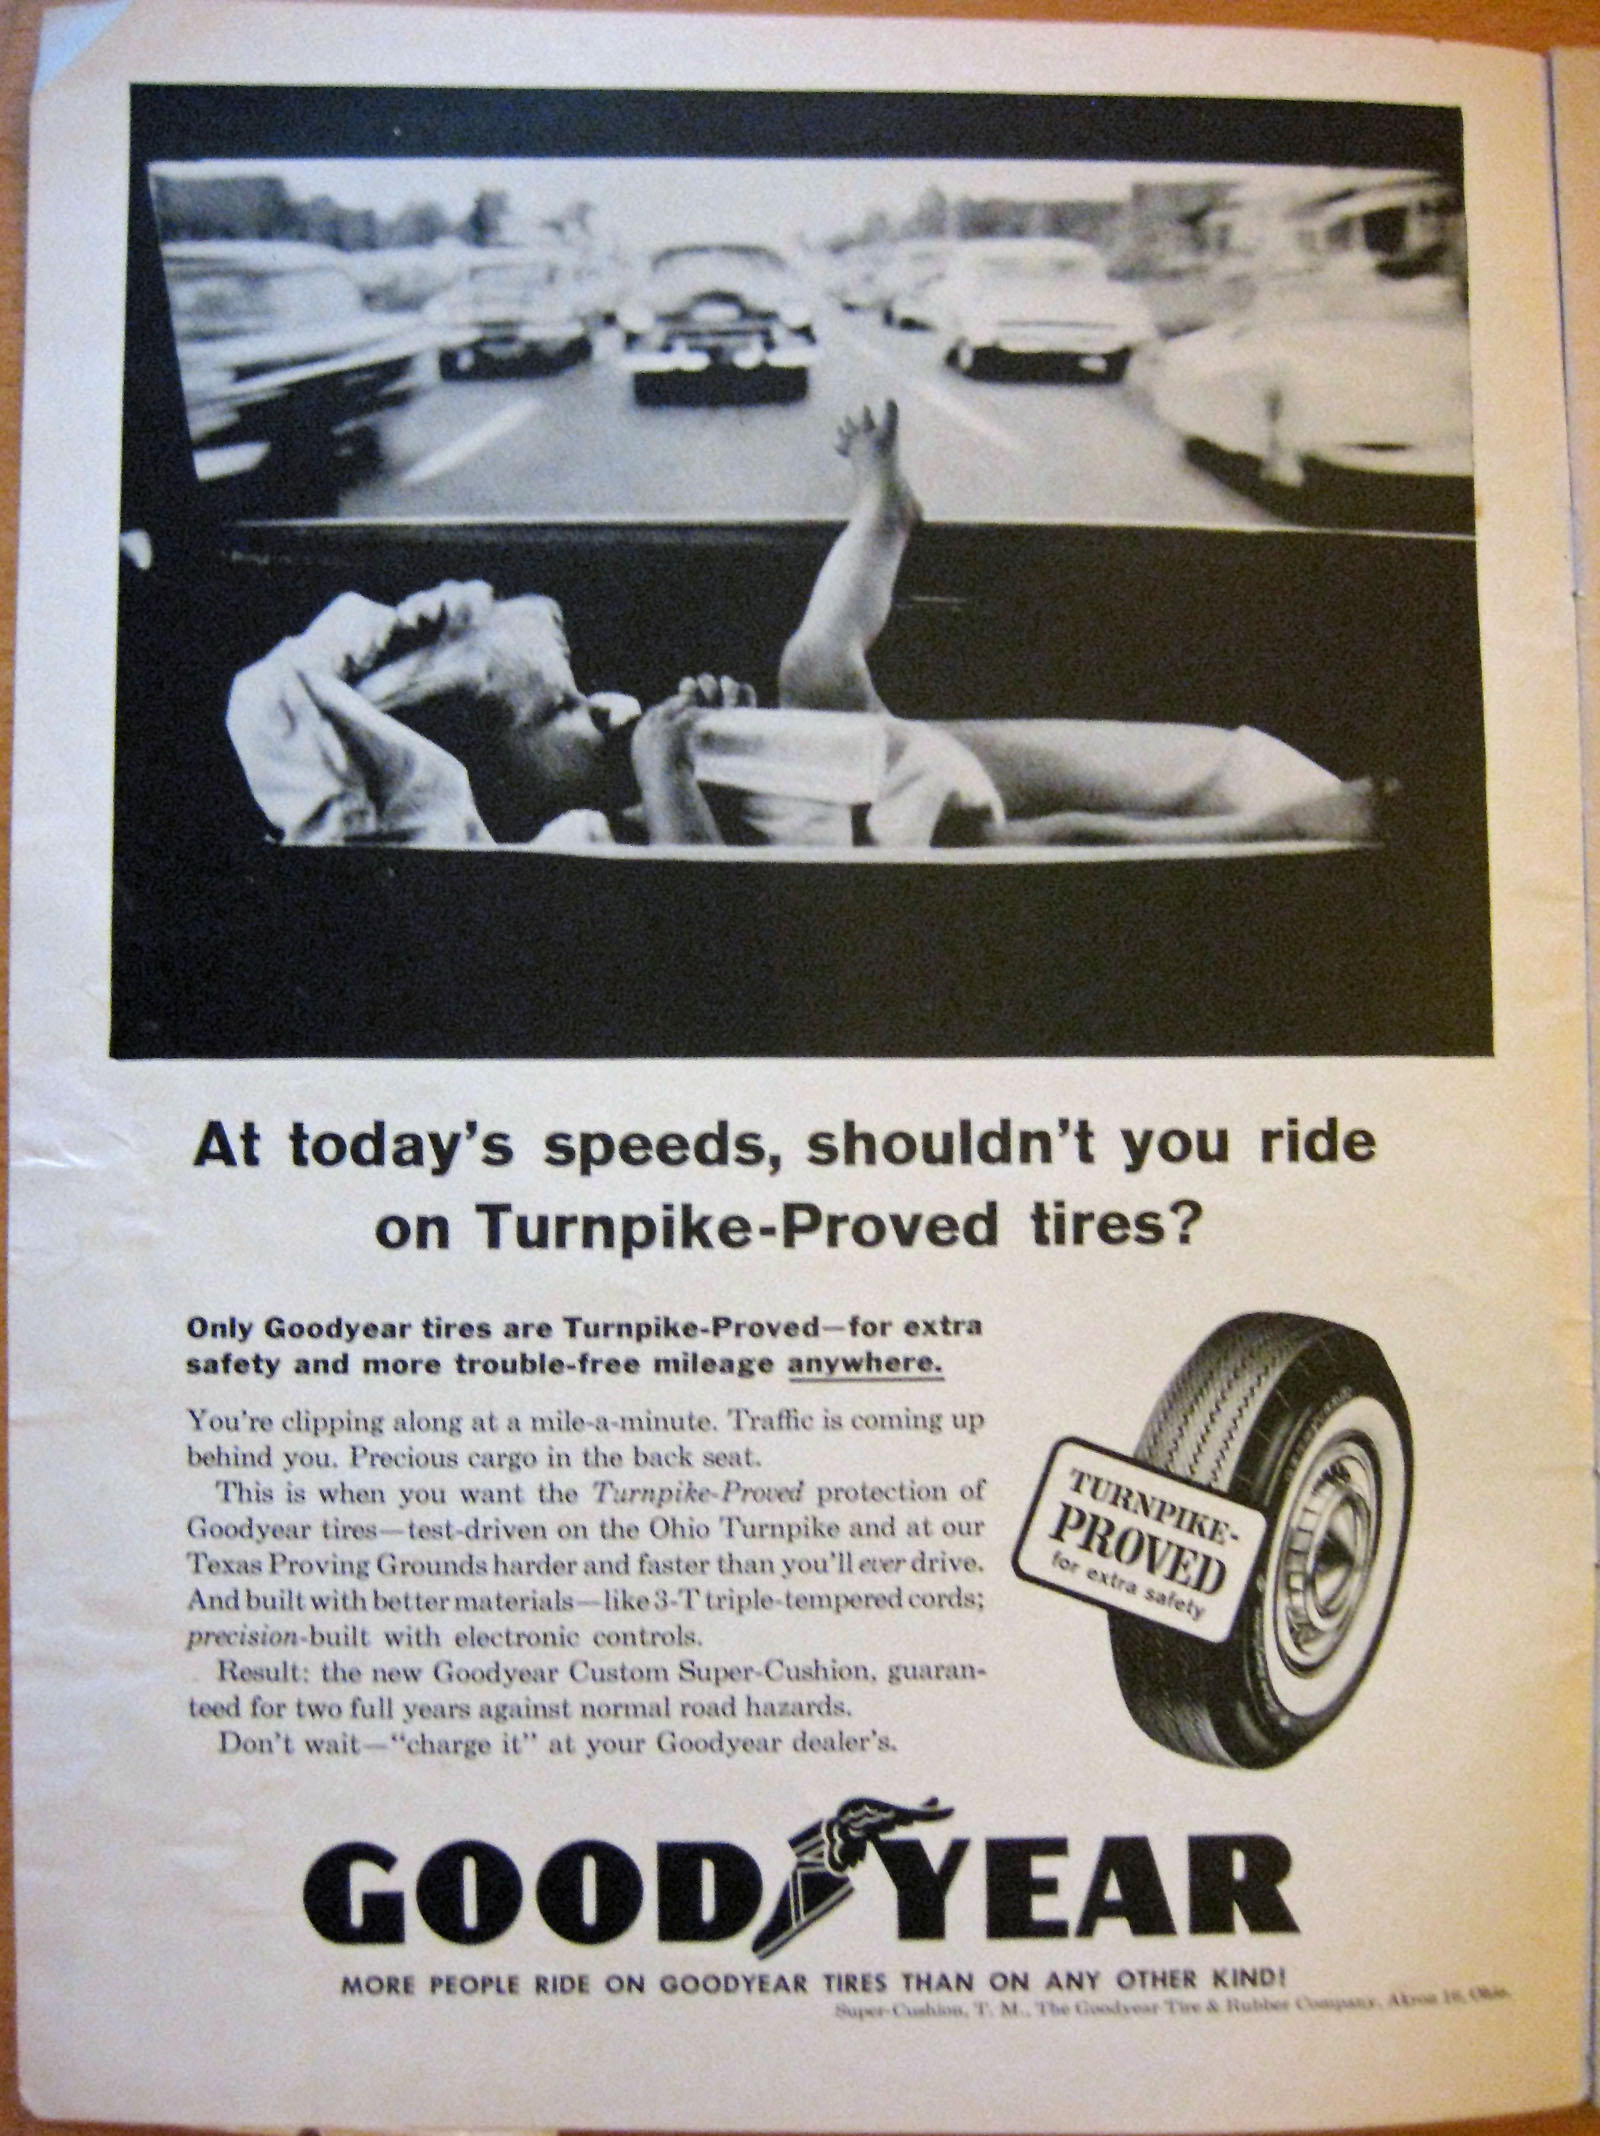 At today's speeds, shouldn't you ride
on Turnpike-Proved tires?
Only Goodyear tires are Turnpike-Proved—for extra
safety and more trouble-free mileage anywhere.
You're clipping along at a mile-a-minute. Traffic is coming up
behind you. Precious cargo in the back seat.
This is when you want the Turnpike-Proved protection of
Goodyear tires—test-driven on the Ohio Turnpike and at our
Texas Proving Grounds harder and faster than you'll ever drive.
And built with better materials—like 3-T triple-tempered cords;
precision-built with electronic controls.
Result: the new Goodyear Custom Super-Cushion, guaran-
teed for two full years against normal road hazards.
Don't wait—"charge it" at your Goodyear dealer's.
TURNPIKE-
PROVED
for extra safety
GOODYEAR
MORE PEOPLE RIDE ON GOODYEAR TIRES THAN ON ANY OTHER KIND!
Super-Cushion, T. M., The Goodyear Tire & Rubber Company, Akron 16, Ohio.